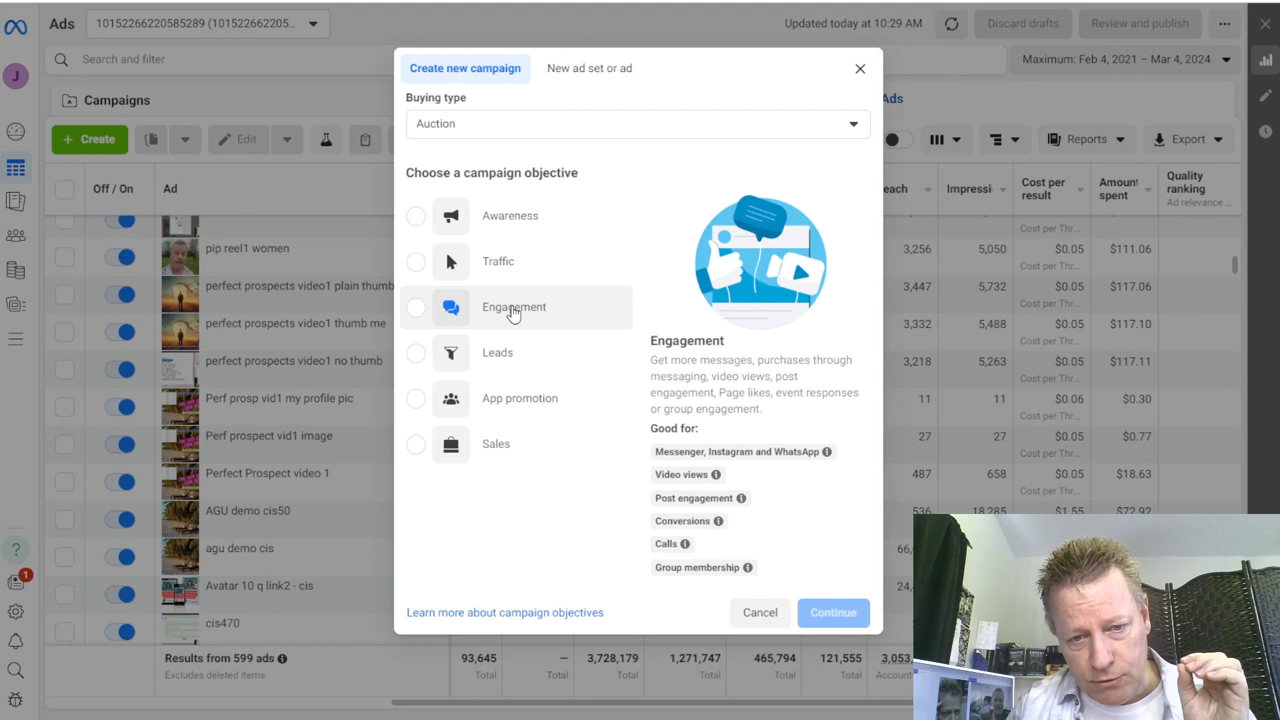 Ads
10152266220585289 (101522662205...
Updated today at 10:29 AM
Discard drafts
Review and publish
J
Search and filter
Maximum: Feb 4, 2021 – Mar 4, 2024
Campaigns
Ads
+ Create
Edit
Reports
Export
Off / On
Ad
each
Impressi
Cost per result
Amount spent
Quality ranking
Ad relevance ...
Cost per Thr...
pip reel1 women
3,256
5,050
$0.05
$111.06
Cost per Thr...
perfect prospects video1 plain thumb
3,447
5,732
$0.05
$117.06
Cost per Thr...
perfect prospects video1 thumb me
3,332
5,488
$0.05
$117.10
Cost per Thr...
perfect prospects video1 no thumb
3,218
5,263
$0.05
$117.11
Cost per Thr...
Perf prosp vid1 my profile pic
11
11
$0.06
$0.30
Cost per Thr...
Perf prospect vid1 image
27
27
$0.05
$0.77
Cost per Thr...
Perfect Prospect video 1
487
658
$0.05
$18.63
Cost per Thr...
AGU demo cis50
536
18,285
$1.55
$72.92
agu demo cis
66,
Avatar 10 q link2 - cis
24,
cis470
1
Results from 599 ads
Excludes deleted items
93,645
Total
—
Total
3,728,179
Total
1,271,747
Total
465,794
Total
121,555
Total
3,053
Account
Create new campaign
New ad set or ad
Buying type
Auction
Choose a campaign objective
Awareness
Traffic
Engagement
Leads
App promotion
Sales
Engagement
Get more messages, purchases through
messaging, video views, post
engagement, Page likes, event responses
or group engagement.
Good for:
Messenger, Instagram and WhatsApp
Video views
Post engagement
Conversions
Calls
Group membership
Learn more about campaign objectives
Cancel
Continue